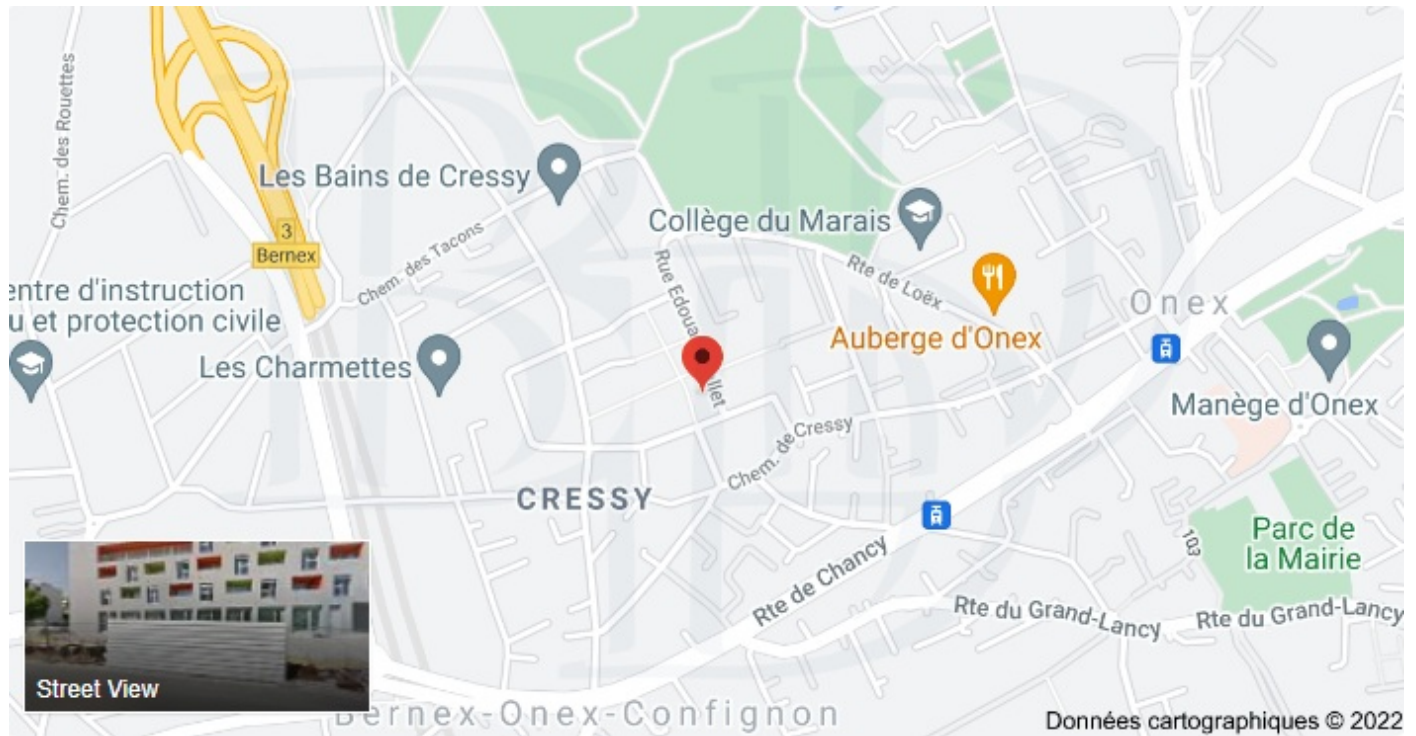 Chem. des Rouettes
Les Bains de Cressy
Collège du Marais
3
Bernex
Chem. des Tacons
Rue Edoua
llet
Rte de Loëx
Onex
entre d'instruction
u et protection civile
Auberge d'Onex
Les Charmettes
Manège d'Onex
Chem. de Cressy
CRESSY
Parc de
la Mairie
103
Rte de Chancy
Rte du Grand-Lancy
Rte du Grand-Lancy
Street View
Bernex-Onex-Confignon
Données cartographiques © 2022